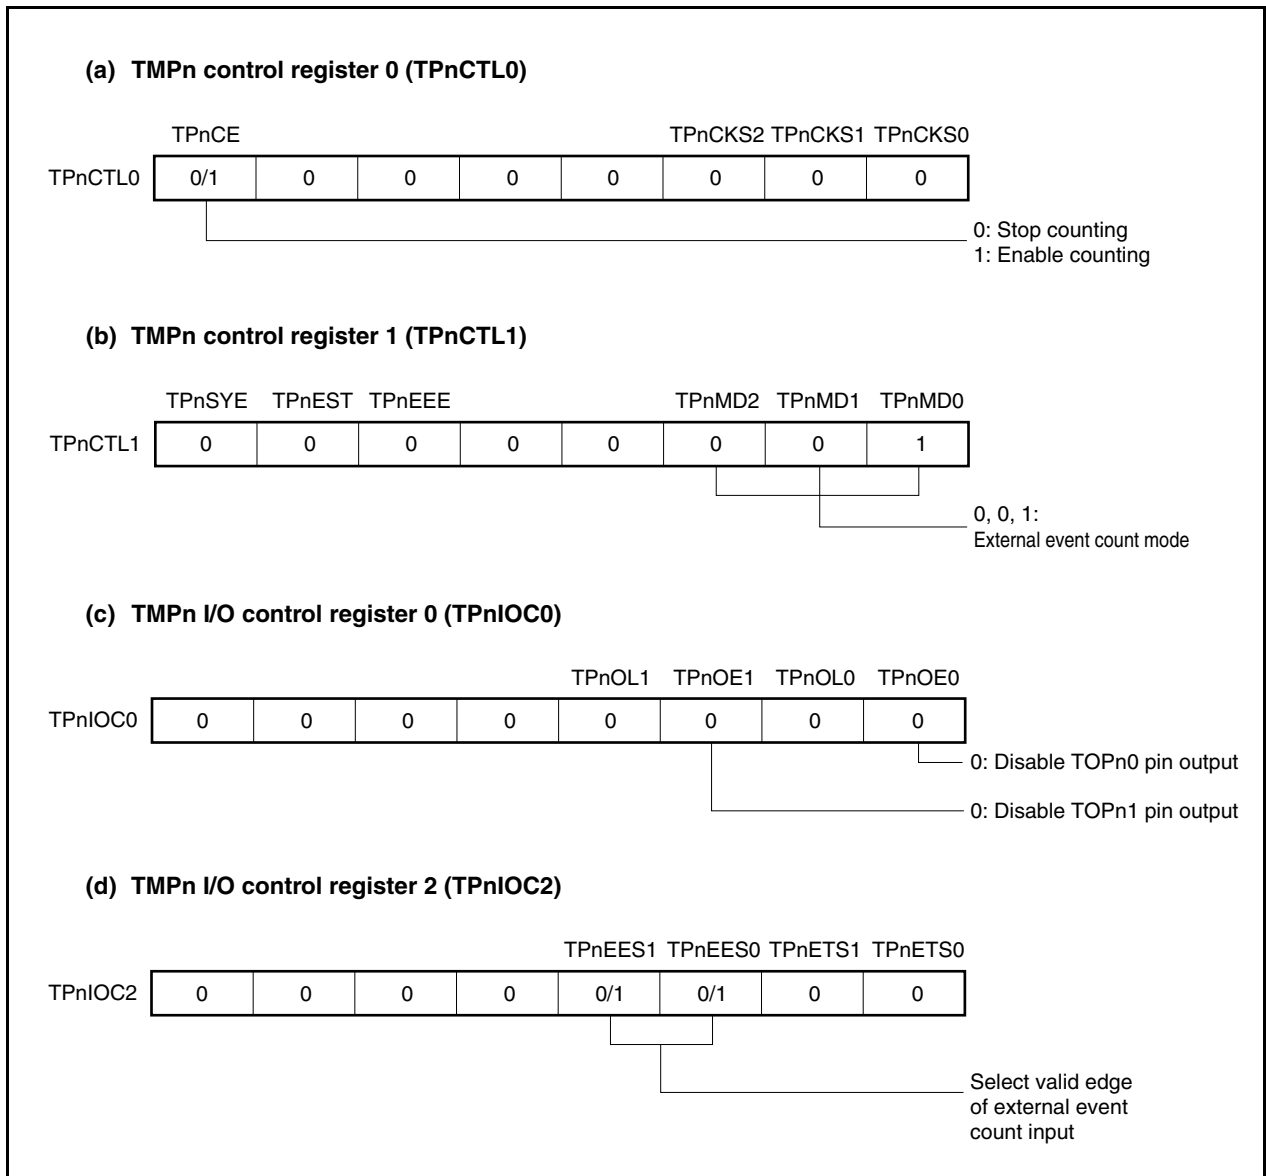 (a) TMPn control register 0 (TPnCTL0)
TPnCE TPnCKS2 TPnCKS1 TPnCKS0
TPnCTL0 0/1 0 0 0 0 0 0 0
0: Stop counting
1: Enable counting
(b) TMPn control register 1 (TPnCTL1)
TPnSYE TPnEST TPnEEE TPnMD2 TPnMD1 TPnMD0
TPnCTL1 0 0 0 0 0 0 0 1
0, 0, 1:
External event count mode
(c) TMPn I/O control register 0 (TPnIOC0)
TPnOL1 TPnOE1 TPnOL0 TPnOE0
TPnIOC0 0 0 0 0 0 0 0 0
0: Disable TOPn0 pin output
0: Disable TOPn1 pin output
(d) TMPn I/O control register 2 (TPnIOC2)
TPnEES1 TPnEES0 TPnETS1 TPnETS0
TPnIOC2 0 0 0 0 0/1 0/1 0 0
Select valid edge
of external event
count input